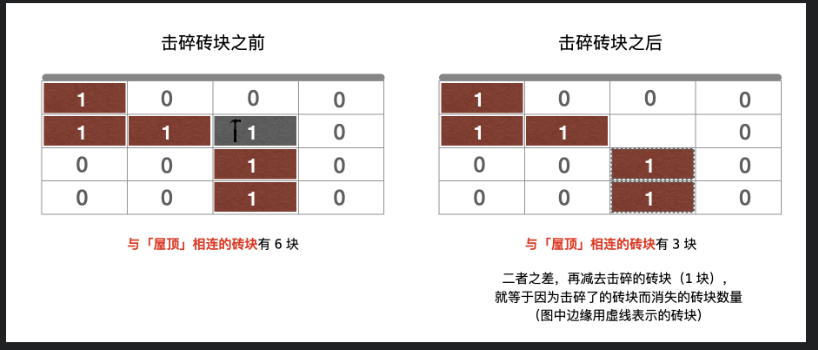 击碎砖块之前
击碎砖块之后
1 0 0 0
1 1 1 0
0 0 1 0
0 0 1 0
1 0 0 0
1 1 0
0 0 1 0
0 0 1 0
与「屋顶」相连的砖块有 6 块
与「屋顶」相连的砖块有 3 块
二者之差，再减去击碎的砖块（1 块），
就等于因为击碎了的砖块而消失的砖块数量
（图中边缘用虚线表示的砖块）